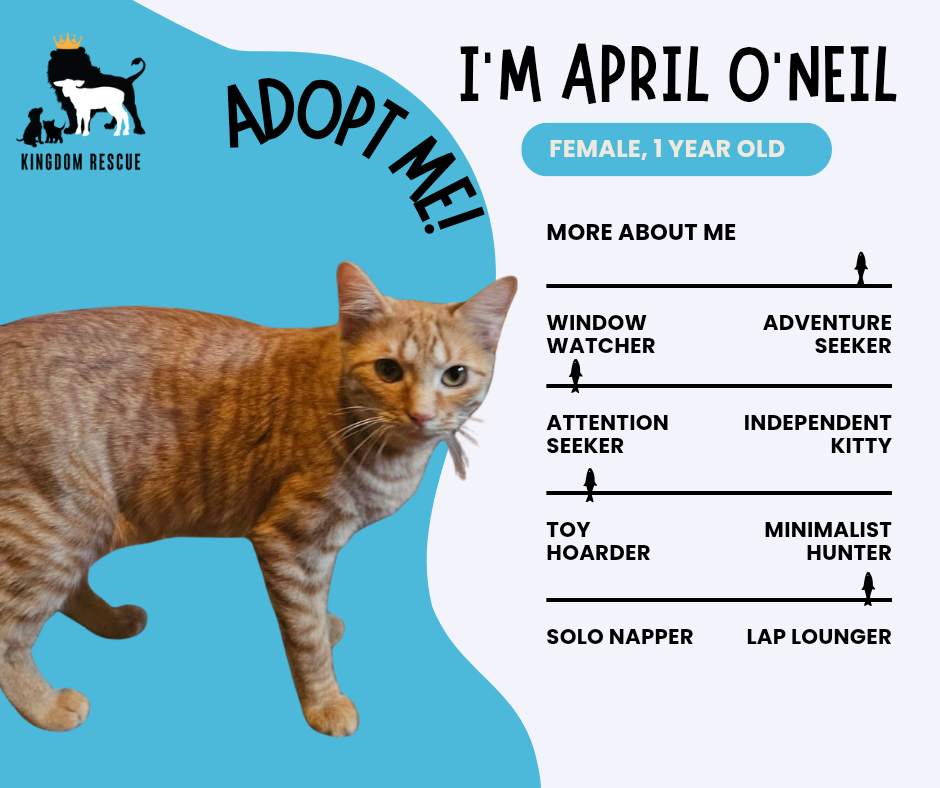 KINGDOM RESCUE
ADOPT ME!
I'M APRIL O'NEIL
FEMALE, 1 YEAR OLD
MORE ABOUT ME
WINDOW
WATCHER
ADVENTURE
SEEKER
ATTENTION
SEEKER
INDEPENDENT
KITTY
TOY
HOARDER
MINIMALIST
HUNTER
SOLO NAPPER
LAP LOUNGER